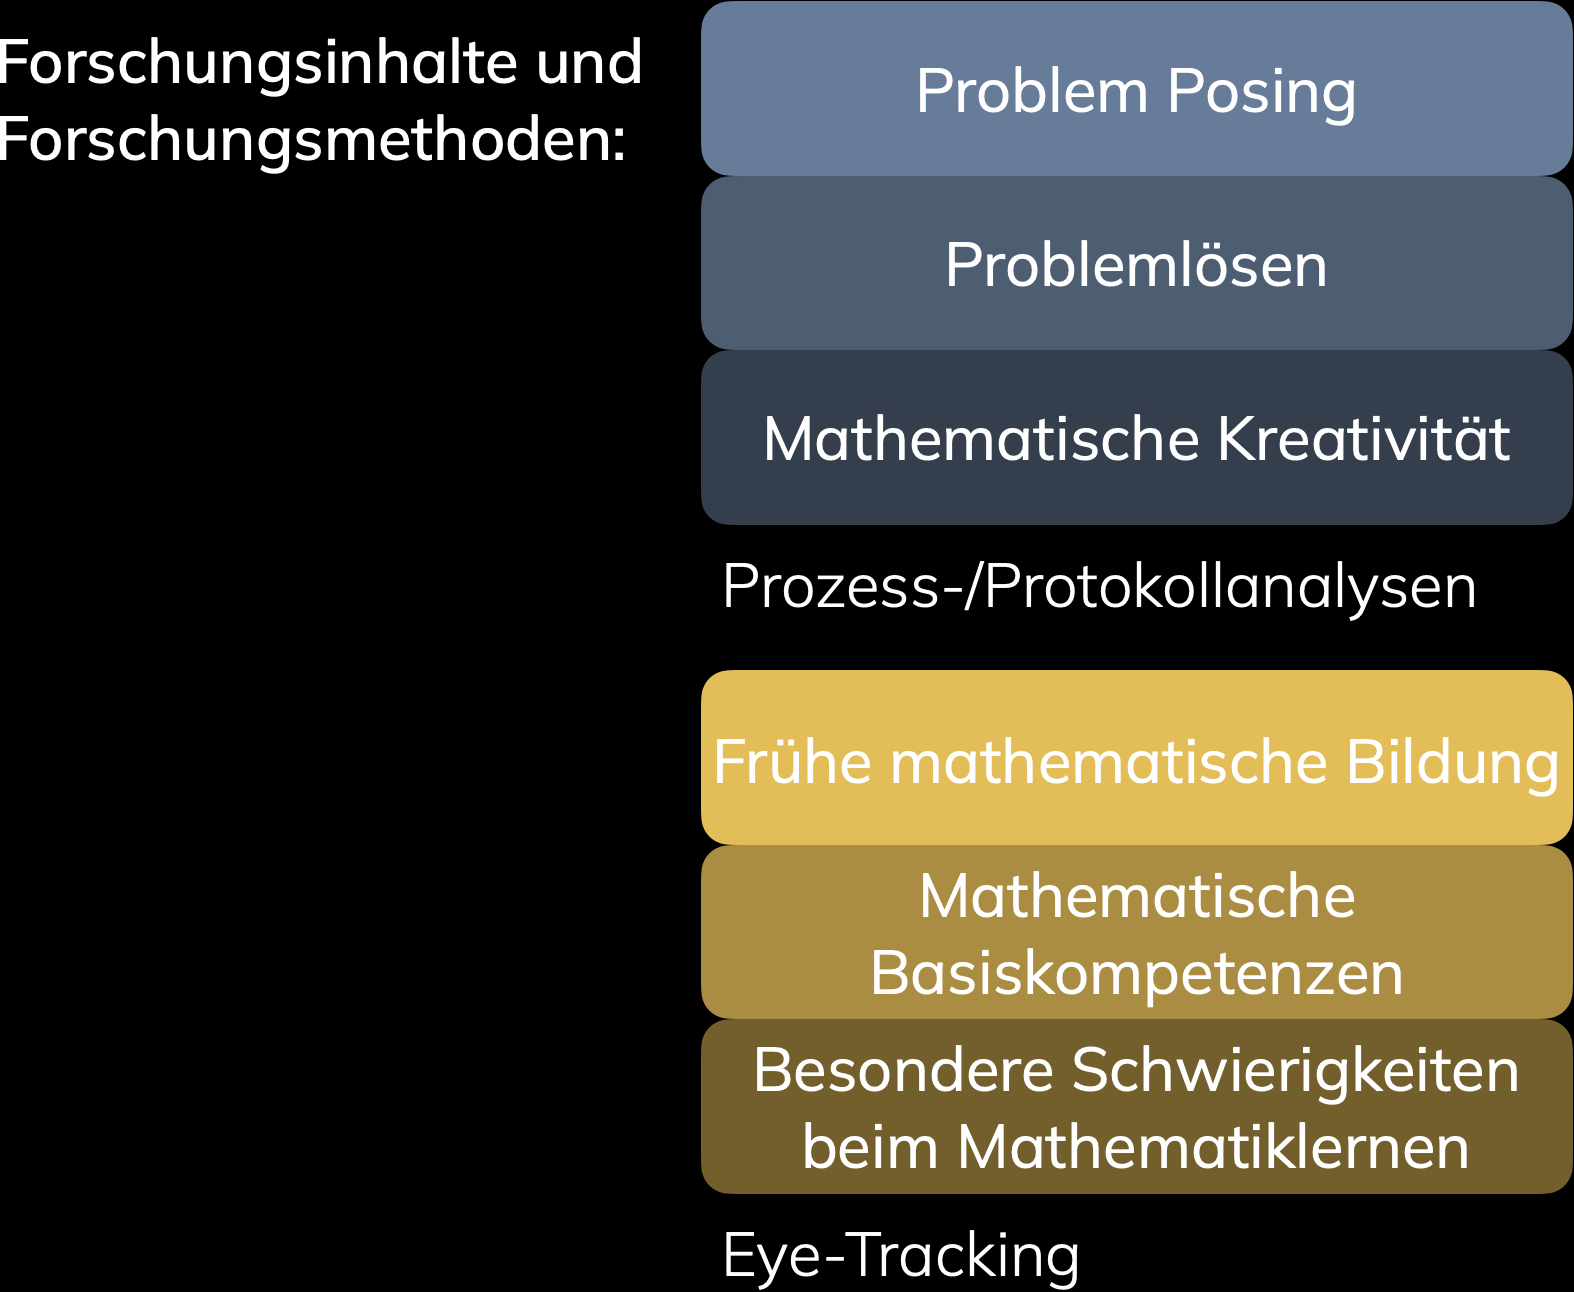 Forschungsinhalte und
Forschungsmethoden:
Problem Posing
Problemlösen
Mathematische Kreativität
Prozess-/Protokollanalysen
Frühe mathematische Bildung
Mathematische
Basiskompetenzen
Besondere Schwierigkeiten
beim Mathematiklernen
Eye-Tracking